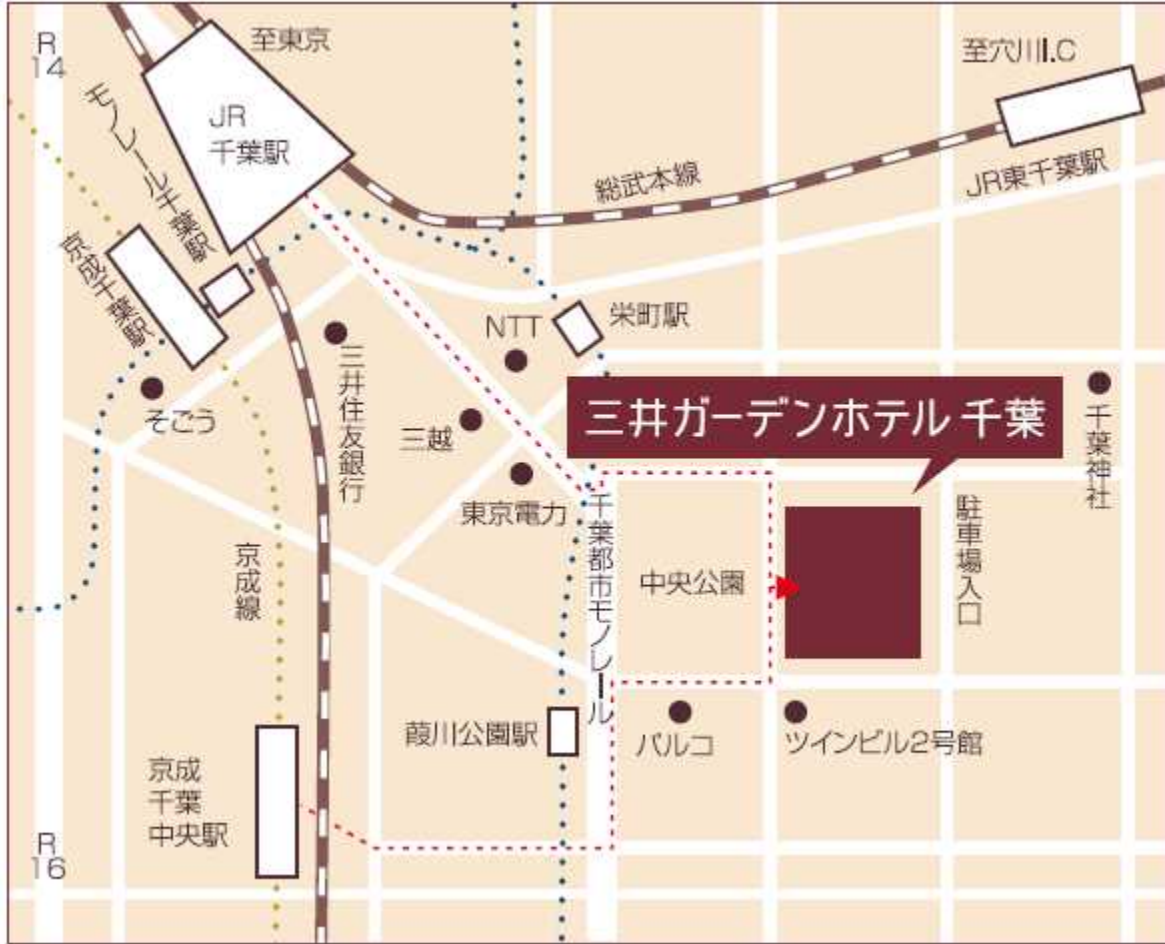 R
14
至東京
JR
千葉駅
モノレール千葉駅
京成千葉駅
至穴川I.C
JR東千葉駅
総武本線
栄町駅
NTT
三井住友銀行
そごう
三越
東京電力
三井ガーデンホテル 千葉
千葉神社
駐車場入口
中央公園
千葉都市モノレール
京成線
葭川公園駅
パルコ
ツインビル2号館
京成
千葉
中央駅
R
16